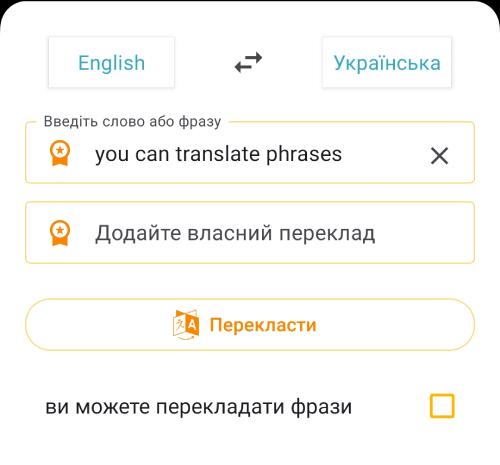 English
Українська
Введіть слово або фразу
you can translate phrases
Додайте власний переклад
Перекласти
ви можете перекладати фрази